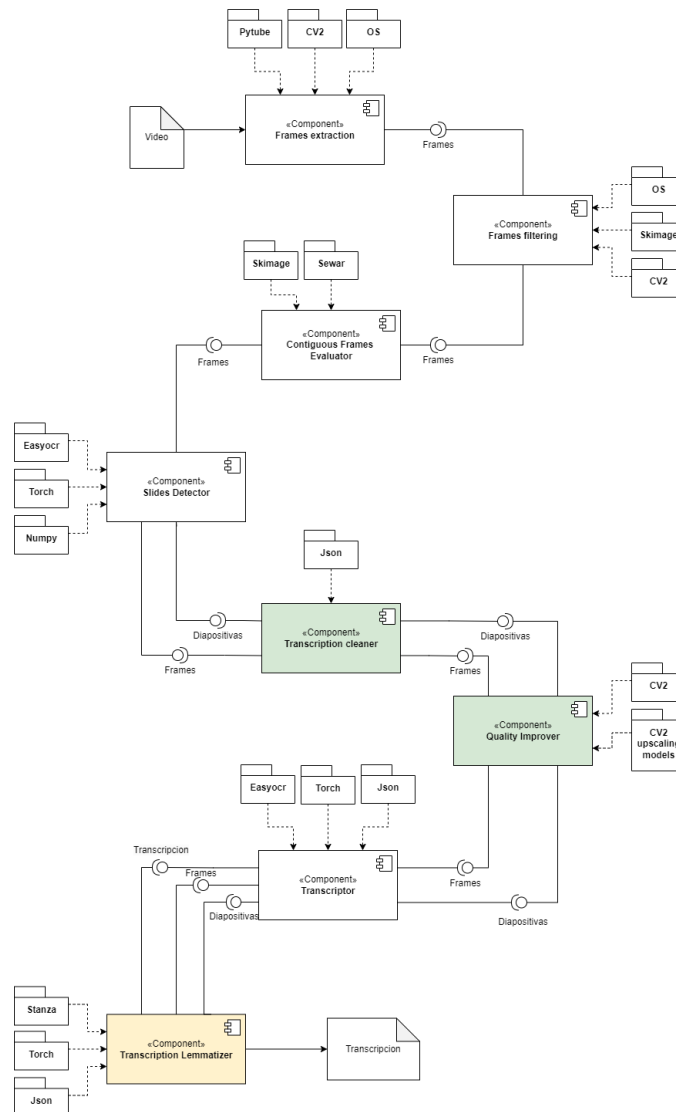 Pytube
CV2
OS
Video
«Component»
Frames extraction
Frames
OS
«Component»
Frames filtering
Skimage
CV2
Skimage
Sewar
«Component»
Contiguous Frames
Evaluator
Frames
Frames
Easyocr
«Component»
Slides Detector
Torch
Numpy
Json
«Component»
Transcription cleaner
Diapositivas
Diapositivas
Frames
Frames
CV2
«Component»
Quality Improver
CV2
upscaling
models
Easyocr
Torch
Json
Transcripcion
«Component»
Transcriptor
Frames
Frames
Diapositivas
Diapositivas
Stanza
«Component»
Transcription Lemmatizer
Transcripcion
Torch
Json